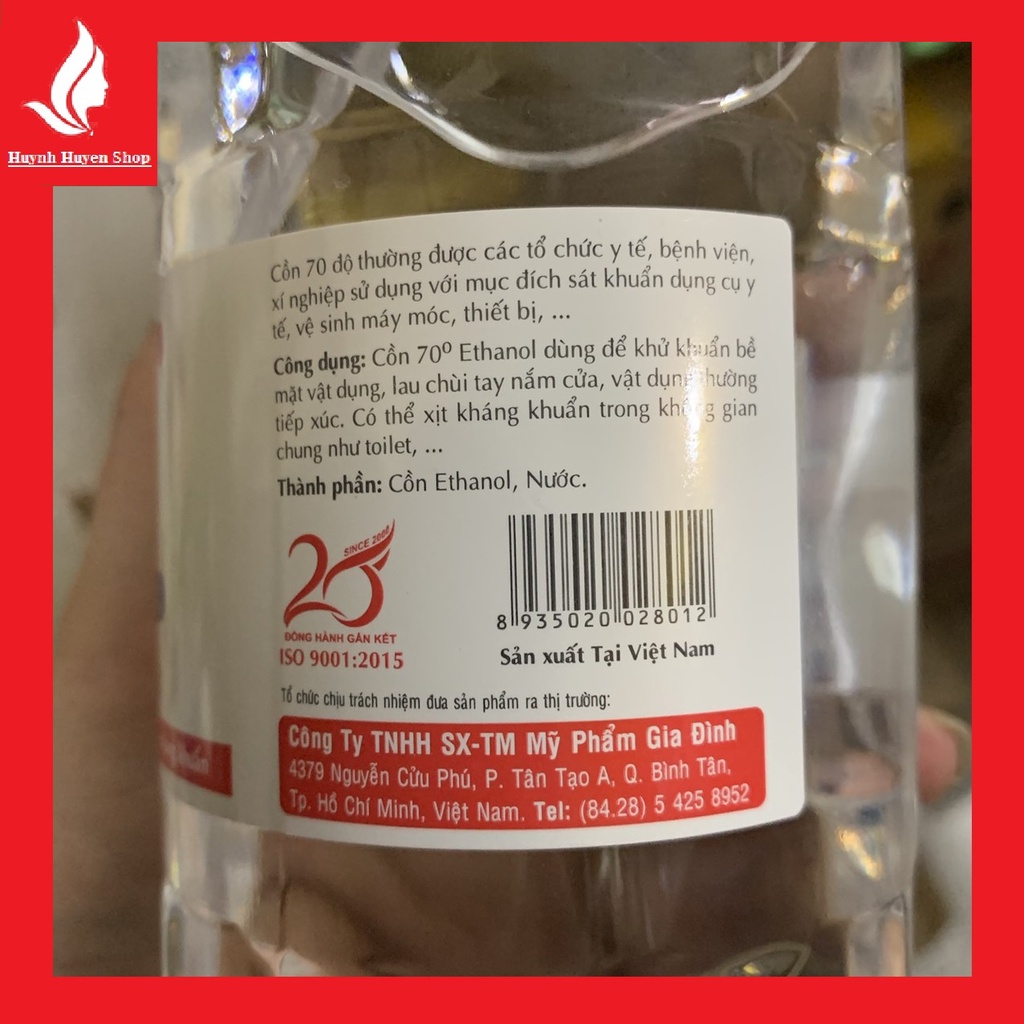 Huynh Huyen Shop
Cồn 70 độ thường được các tổ chức y tế, bệnh viện,
xí nghiệp sử dụng với mục đích sát khuẩn dụng cụ y
tế, vệ sinh máy móc, thiết bị, ...
Công dụng: Cồn 70⁰ Ethanol dùng để khử khuẩn bề
mặt vật dụng, lau chùi tay nắm cửa, vật dụng thường
tiếp xúc. Có thể xịt kháng khuẩn trong không gian
chung như toilet, ...
Thành phần: Cồn Ethanol, Nước.
SINCE 2000
20
ĐỒNG HÀNH GẮN KẾT
ISO 9001:2015
8 935020 028012
Sản xuất Tại Việt Nam
Tổ chức chịu trách nhiệm đưa sản phẩm ra thị trường:
Công Ty TNHH SX-TM Mỹ Phẩm Gia Đình
4379 Nguyễn Cửu Phú, P. Tân Tạo A, Q. Bình Tân,
Tp. Hồ Chí Minh, Việt Nam. Tel: (84.28) 5 425 8952